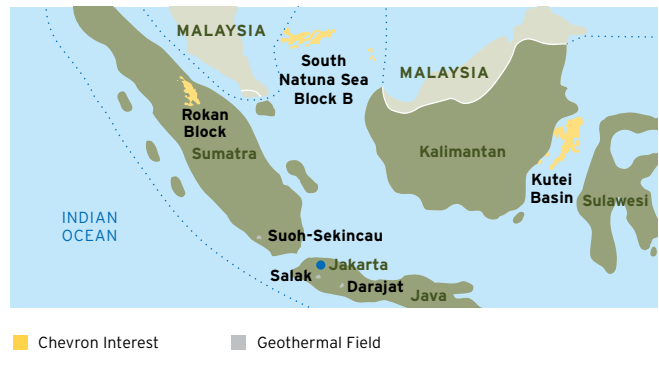 MALAYSIA
South
Natuna Sea
Block B
MALAYSIA
Rokan
Block
Sumatra
Kalimantan
Kutei
Basin
Sulawesi
INDIAN
OCEAN
Suoh-Sekincau
Jakarta
Salak
Darajat
Java
Chevron Interest
Geothermal Field